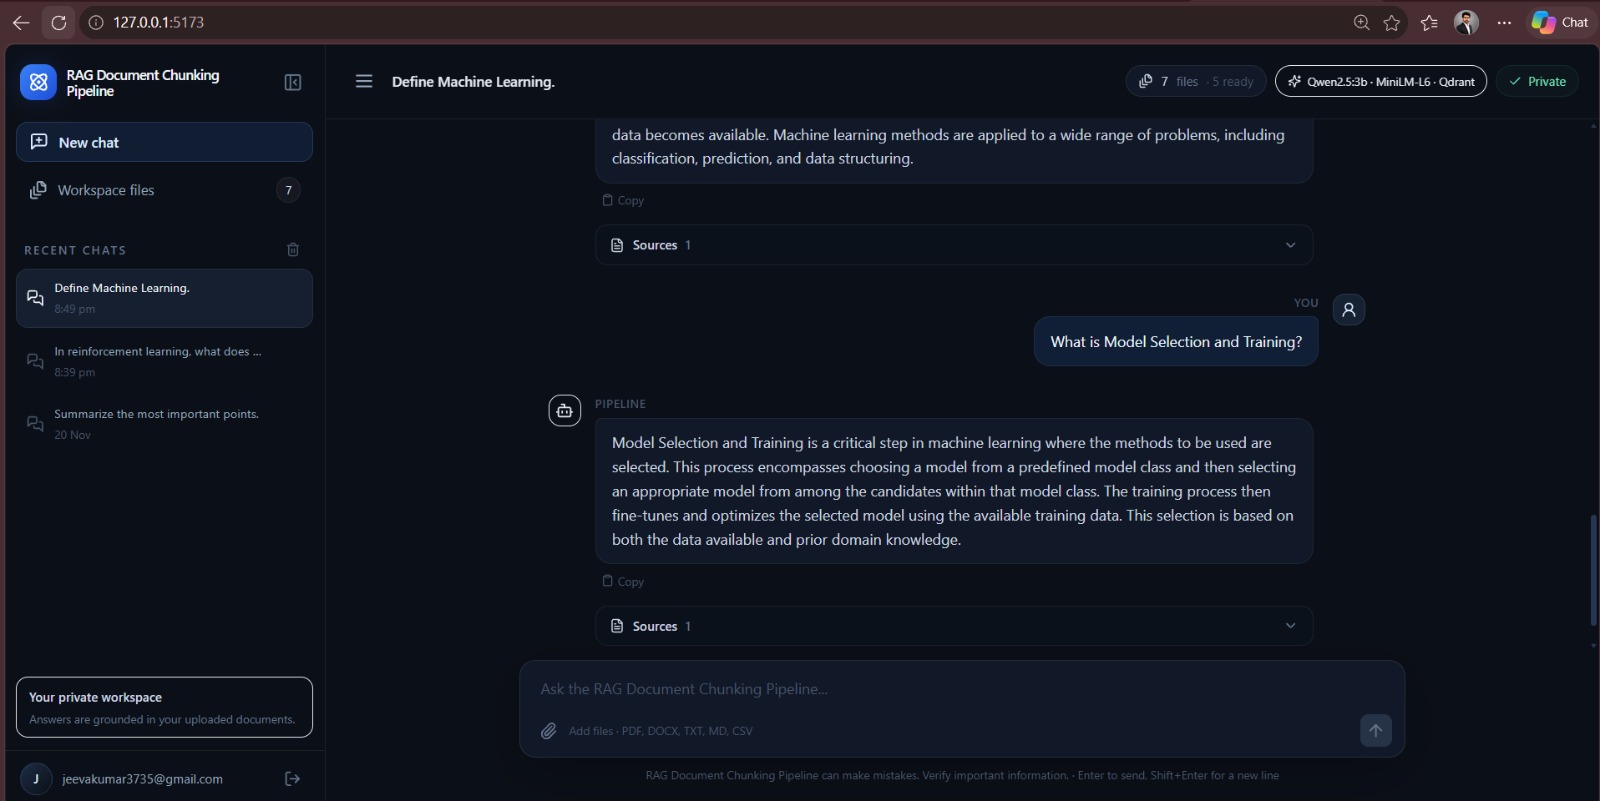 127.0.0.1:5173
Chat
RAG Document Chunking
Pipeline
New chat
Workspace files
7
RECENT CHATS
Define Machine Learning.
8:49 pm
In reinforcement learning, what does ...
8:39 pm
Summarize the most important points.
20 Nov
Your private workspace
Answers are grounded in your uploaded documents.
J
jeevakumar3735@gmail.com
Define Machine Learning.
7 files · 5 ready
Qwen2.5:3b · MiniLM-L6 · Qdrant
Private
data becomes available. Machine learning methods are applied to a wide range of problems, including
classification, prediction, and data structuring.
Copy
Sources 1
YOU
What is Model Selection and Training?
PIPELINE
Model Selection and Training is a critical step in machine learning where the methods to be used are
selected. This process encompasses choosing a model from a predefined model class and then selecting
an appropriate model from among the candidates within that model class. The training process then
fine-tunes and optimizes the selected model using the available training data. This selection is based on
both the data available and prior domain knowledge.
Copy
Sources 1
Ask the RAG Document Chunking Pipeline...
Add files · PDF, DOCX, TXT, MD, CSV
RAG Document Chunking Pipeline can make mistakes. Verify important information. · Enter to send, Shift+Enter for a new line